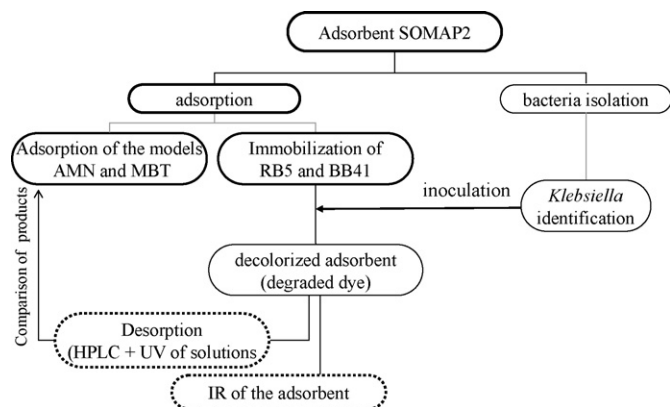 Adsorbent SOMAP2
adsorption
bacteria isolation
Adsorption of the models
AMN and MBT
Immobilization of
RB5 and BB41
inoculation
Klebsiella
identification
Comparison of products
decolorized adsorbent
(degraded dye)
Desorption
(HPLC + UV of solutions
IR of the adsorbent